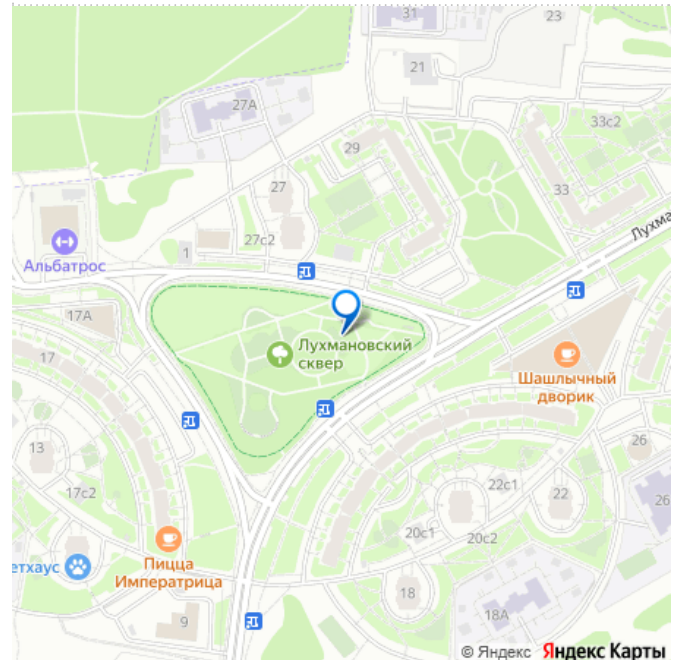 31
23
21
27А
33с2
29
27
33
27с2
1
Лухма
Альбатрос
17А
Лухмановский
сквер
17
Шашлычный
дворик
13
26
17с2
22с1
22
26
20с1
20с2
етхаус
Пицца
Императрица
18
18А
9
© Яндекс Яндекс Карты